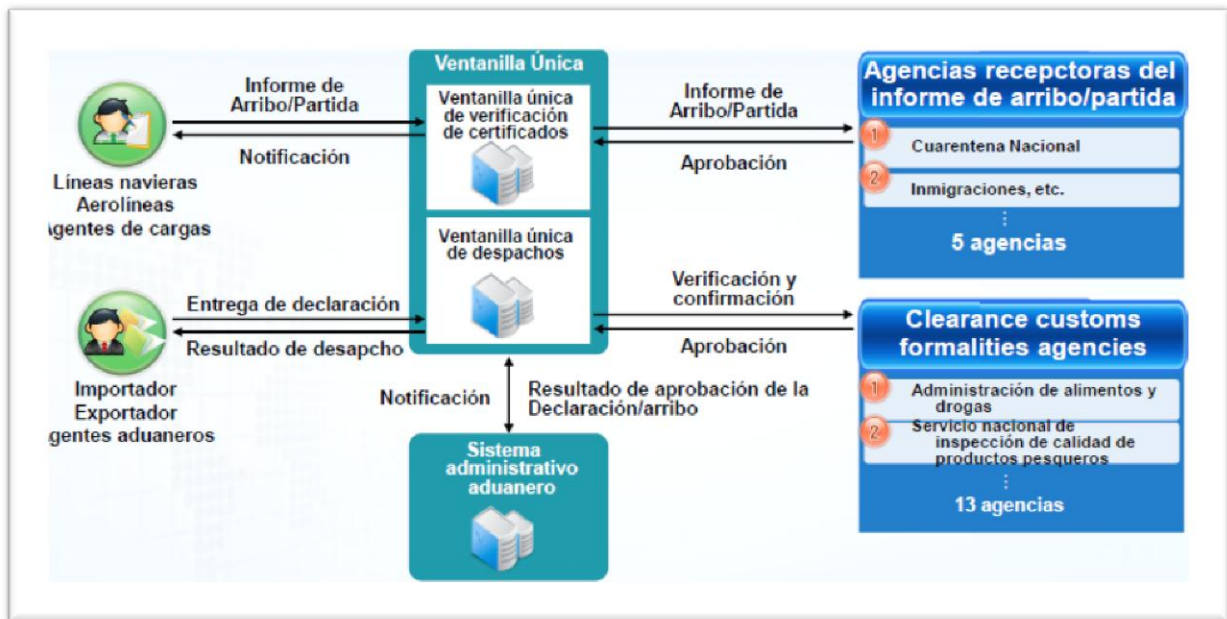 Informe de
Arribo/Partida
Notificación
Líneas navieras
Aerolíneas
Agentes de cargas
Entrega de declaración
Resultado de desapcho
Importador
Exportador
gentes aduaneros
Ventanilla Única
Ventanilla única
de verificación
de certificados
Ventanilla única
de despachos
Notificación
Resultado de aprobación de la
Declaración/arribo
Sistema
administrativo
aduanero
Informe de
Arribo/Partida
Aprobación
Verificación y
confirmación
Aprobación
Agencias recepctoras del
informe de arribo/partida
1
Cuarentena Nacional
2
Inmigraciones, etc.
5 agencias
Clearance customs
formalities agencies
1
Administración de alimentos y
drogas
2
Servicio nacional de
inspección de calidad de
productos pesqueros
13 agencias